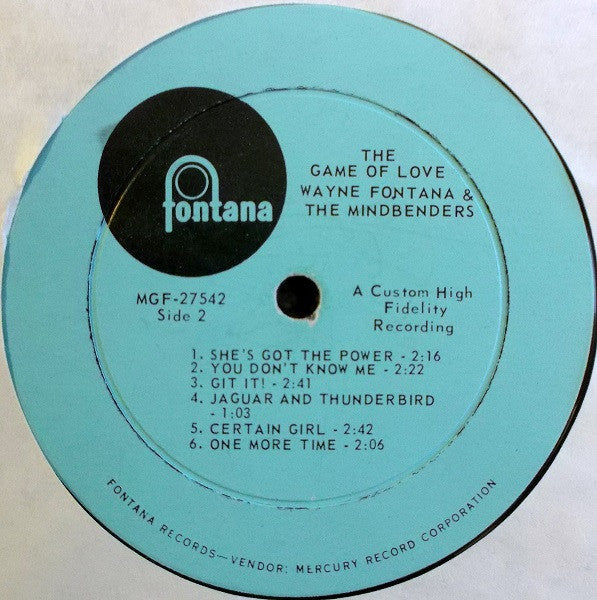 fontana
THE
GAME OF LOVE
WAYNE FONTANA &
THE MINDBENDERS
MGF-27542
Side 2
A Custom High
Fidelity
Recording
1. SHE'S GOT THE POWER - 2:16
2. YOU DON'T KNOW ME - 2:22
3. GIT IT! - 2:41
4. JAGUAR AND THUNDERBIRD
- 1:03
5. CERTAIN GIRL - 2:42
6. ONE MORE TIME - 2:06
FONTANA RECORDS—VENDOR: MERCURY RECORD CORPORATION